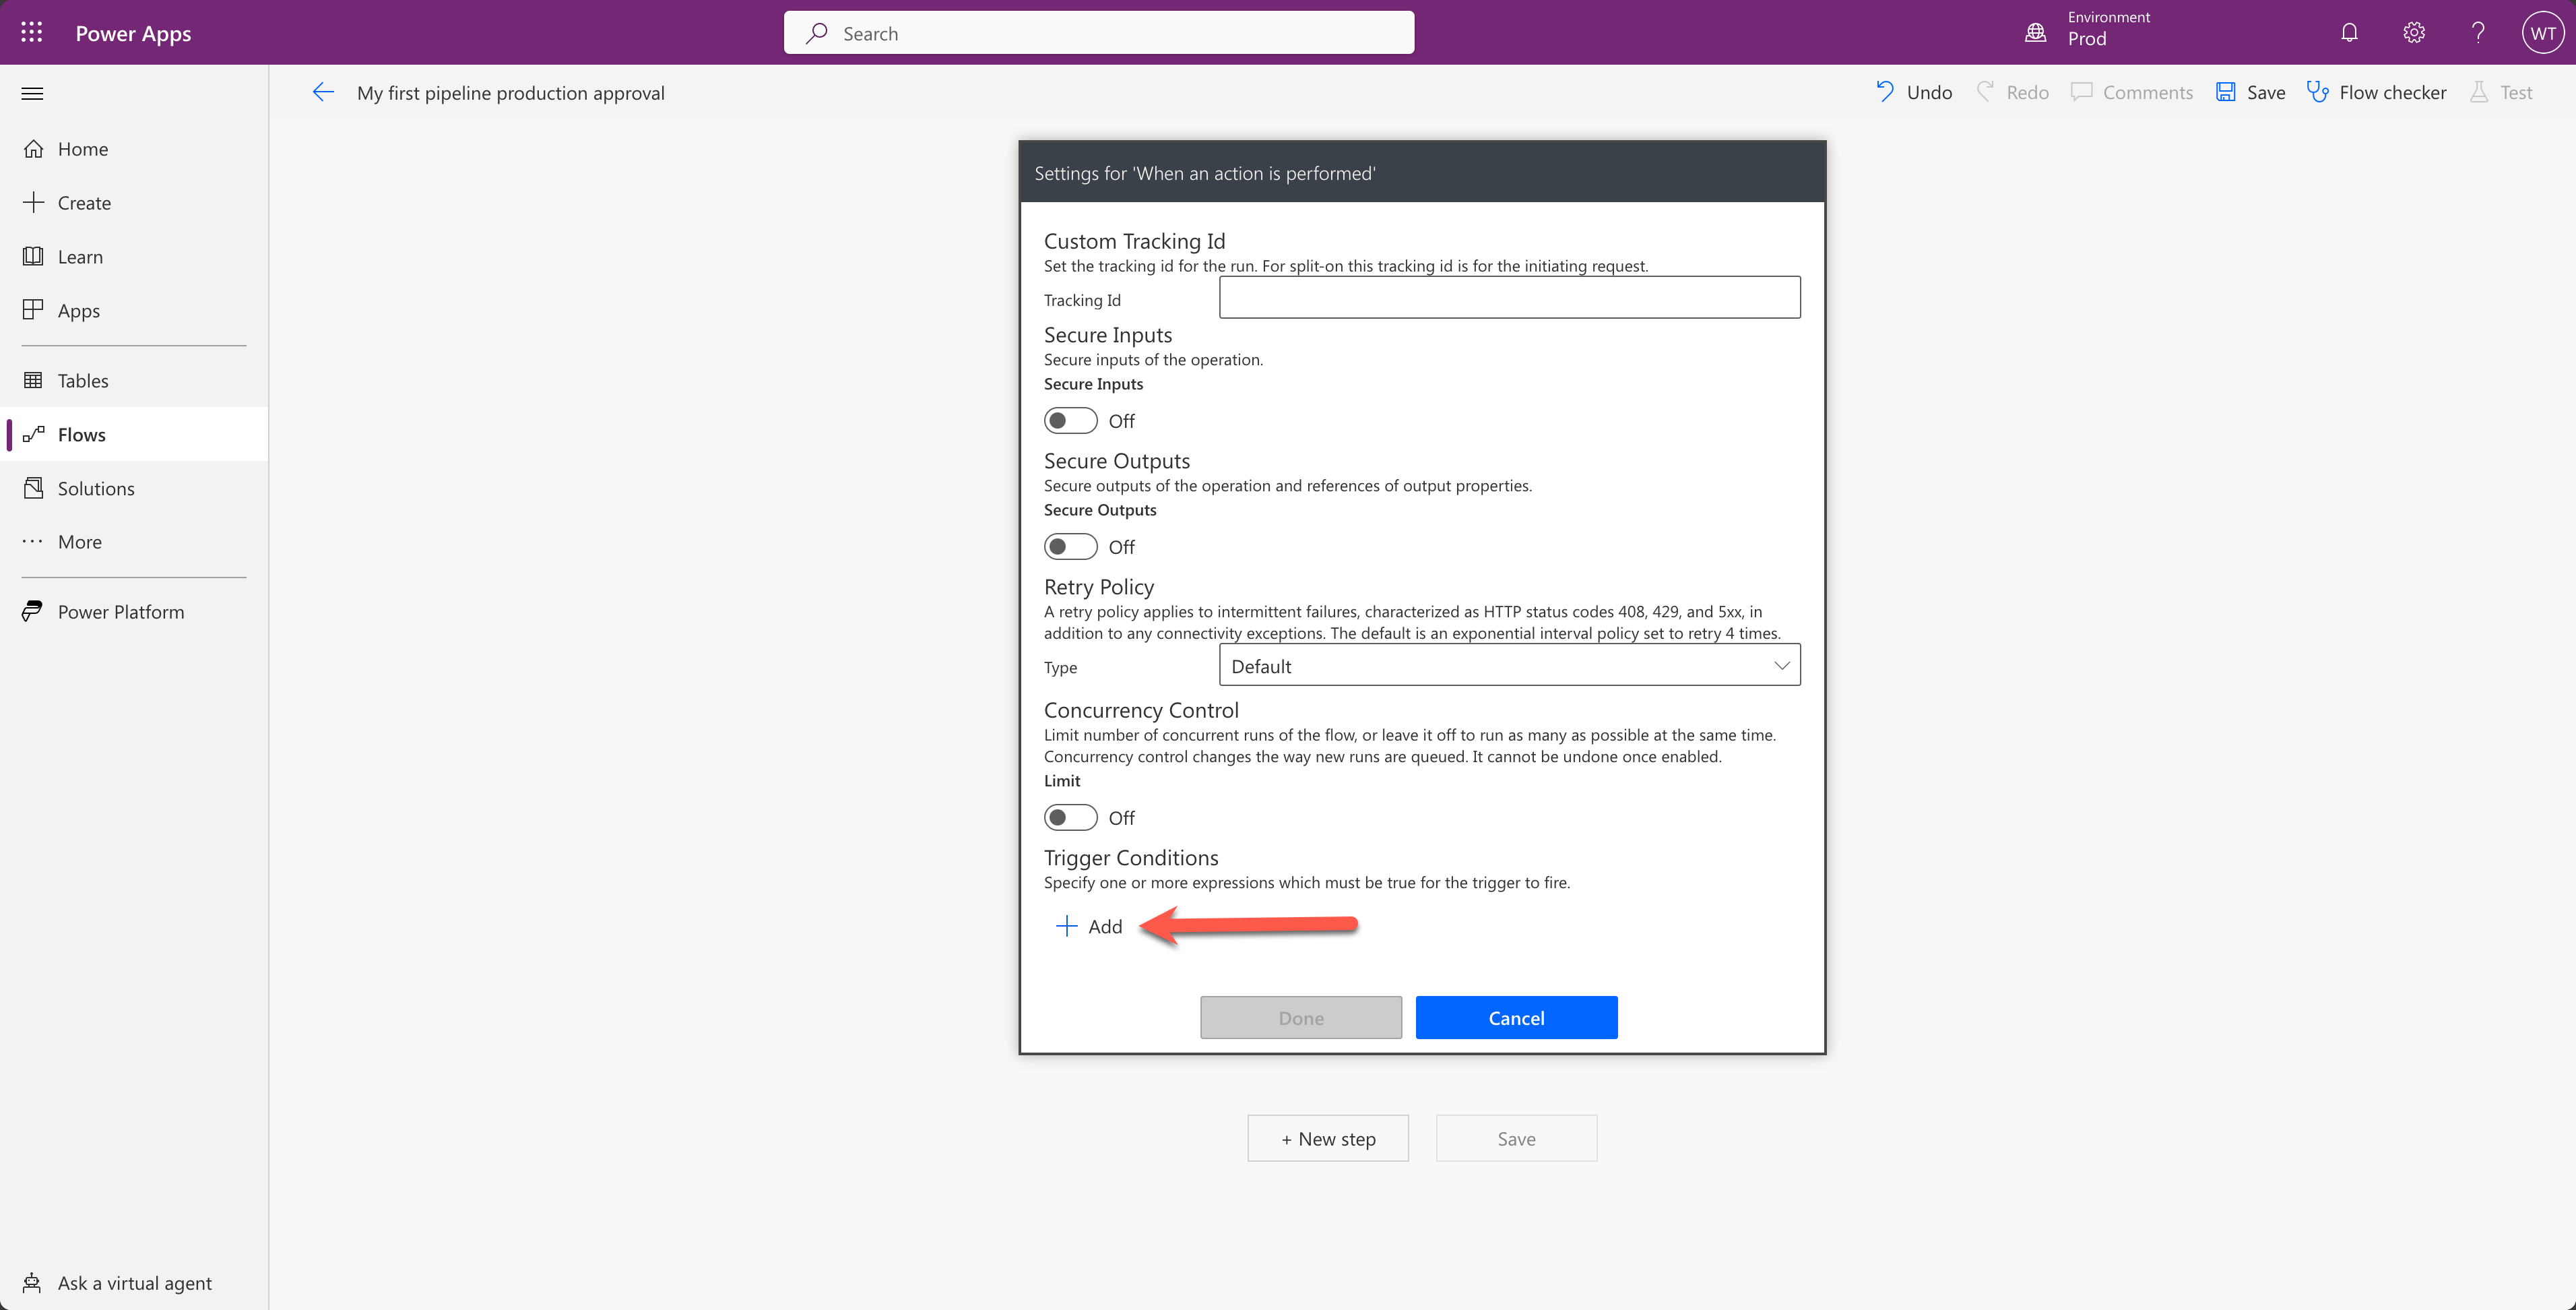 Power Apps
Search
Environment
Prod
?
WT
My first pipeline production approval
Undo
Redo
Comments
Save
Flow checker
Test
Home
Create
Learn
Apps
Tables
Flows
Solutions
More
Power Platform
Ask a virtual agent
Settings for 'When an action is performed'
Custom Tracking Id
Set the tracking id for the run. For split-on this tracking id is for the initiating request.
Tracking Id
Secure Inputs
Secure inputs of the operation.
Secure Inputs
Off
Secure Outputs
Secure outputs of the operation and references of output properties.
Secure Outputs
Off
Retry Policy
A retry policy applies to intermittent failures, characterized as HTTP status codes 408, 429, and 5xx, in
addition to any connectivity exceptions. The default is an exponential interval policy set to retry 4 times.
Type
Default
Concurrency Control
Limit number of concurrent runs of the flow, or leave it off to run as many as possible at the same time.
Concurrency control changes the way new runs are queued. It cannot be undone once enabled.
Limit
Off
Trigger Conditions
Specify one or more expressions which must be true for the trigger to fire.
Add
Done
Cancel
+ New step
Save